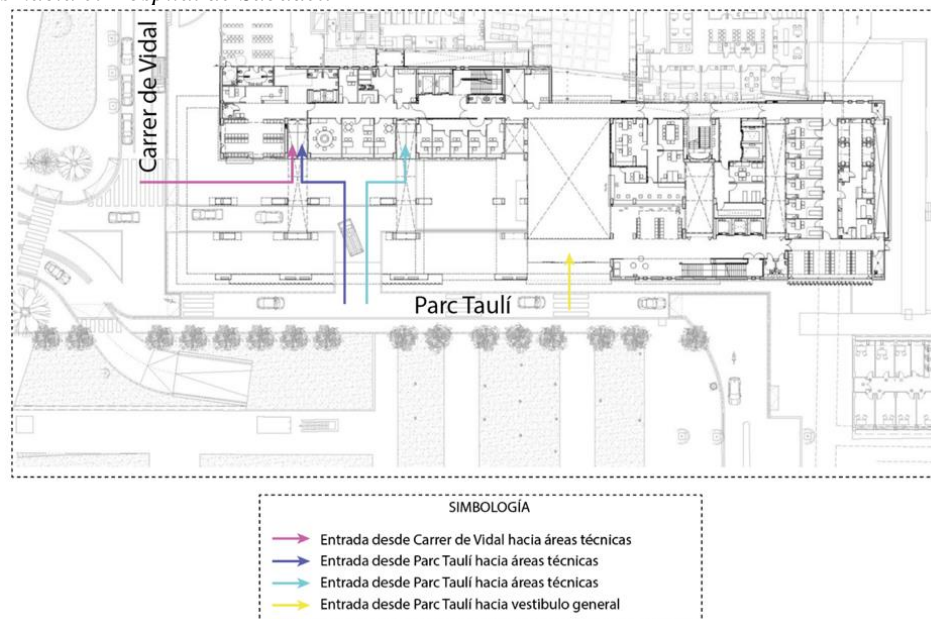 Carrer de Vidal
Parc Taulí
SIMBOLOGÍA
Entrada desde Carrer de Vidal hacia áreas técnicas
Entrada desde Parc Taulí hacia áreas técnicas
Entrada desde Parc Taulí hacia áreas técnicas
Entrada desde Parc Taulí hacia vestibulo general